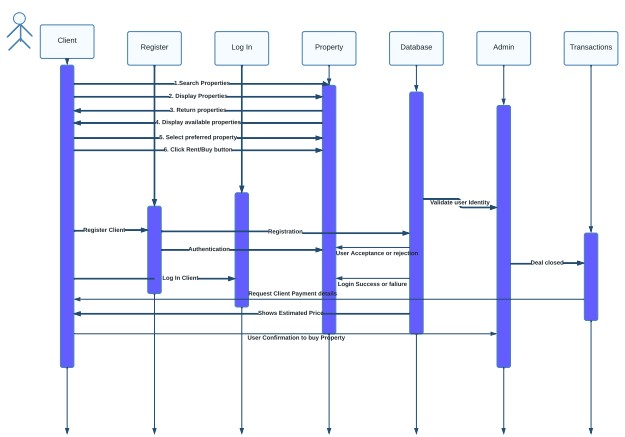 Client
Register
Log In
Property
Database
Admin
Transactions
1.Search Properties
2. Display Properties
3. Return properties
4. Display available properties
5. Select preferred property
6. Click Rent/Buy button
Validate user Identity
Register Client
Registration
Authentication
User Acceptance or rejection
Deal closed
Log In Client
Login Success or faliure
Request Client Payment details
Shows Estimated Price
User Confirmation to buy Property